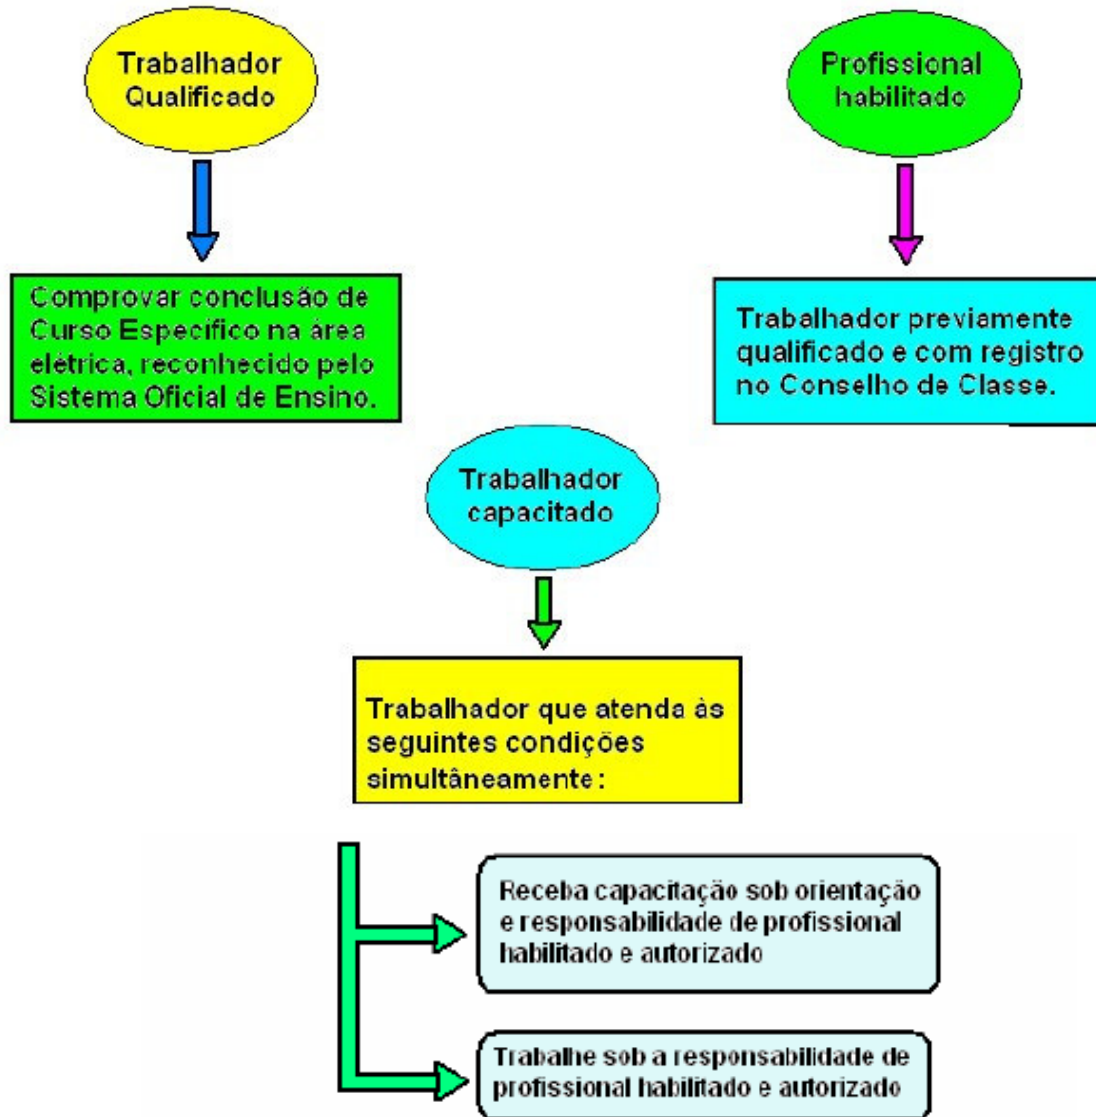 Trabalhador
Qualificado
Comprovar conclusão de
Curso Específico na área
elétrica, reconhecido pelo
Sistema Oficial de Ensino.
Profissional
habilitado
Trabalhador previamente
qualificado e com registro
no Conselho de Classe.
Trabalhador
capacitado
Trabalhador que atenda às
seguintes condições
simultâneamente:
Receba capacitação sob orientação
e responsabilidade de profissional
habilitado e autorizado
Trabalhe sob a responsabilidade de
profissional habilitado e autorizado